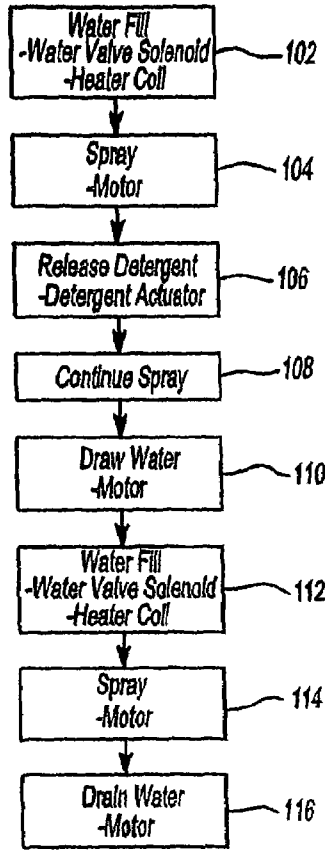 Water Fill
-Water Valve Solenoid
-Heater Coil
102
Spray
-Motor
104
Release Detergent
-Detergent Actuator
106
Continue Spray
108
Draw Water
-Motor
110
Water Fill
-Water Valve Solenoid
-Heater Coil
112
Spray
-Motor
114
Drain Water
-Motor
116